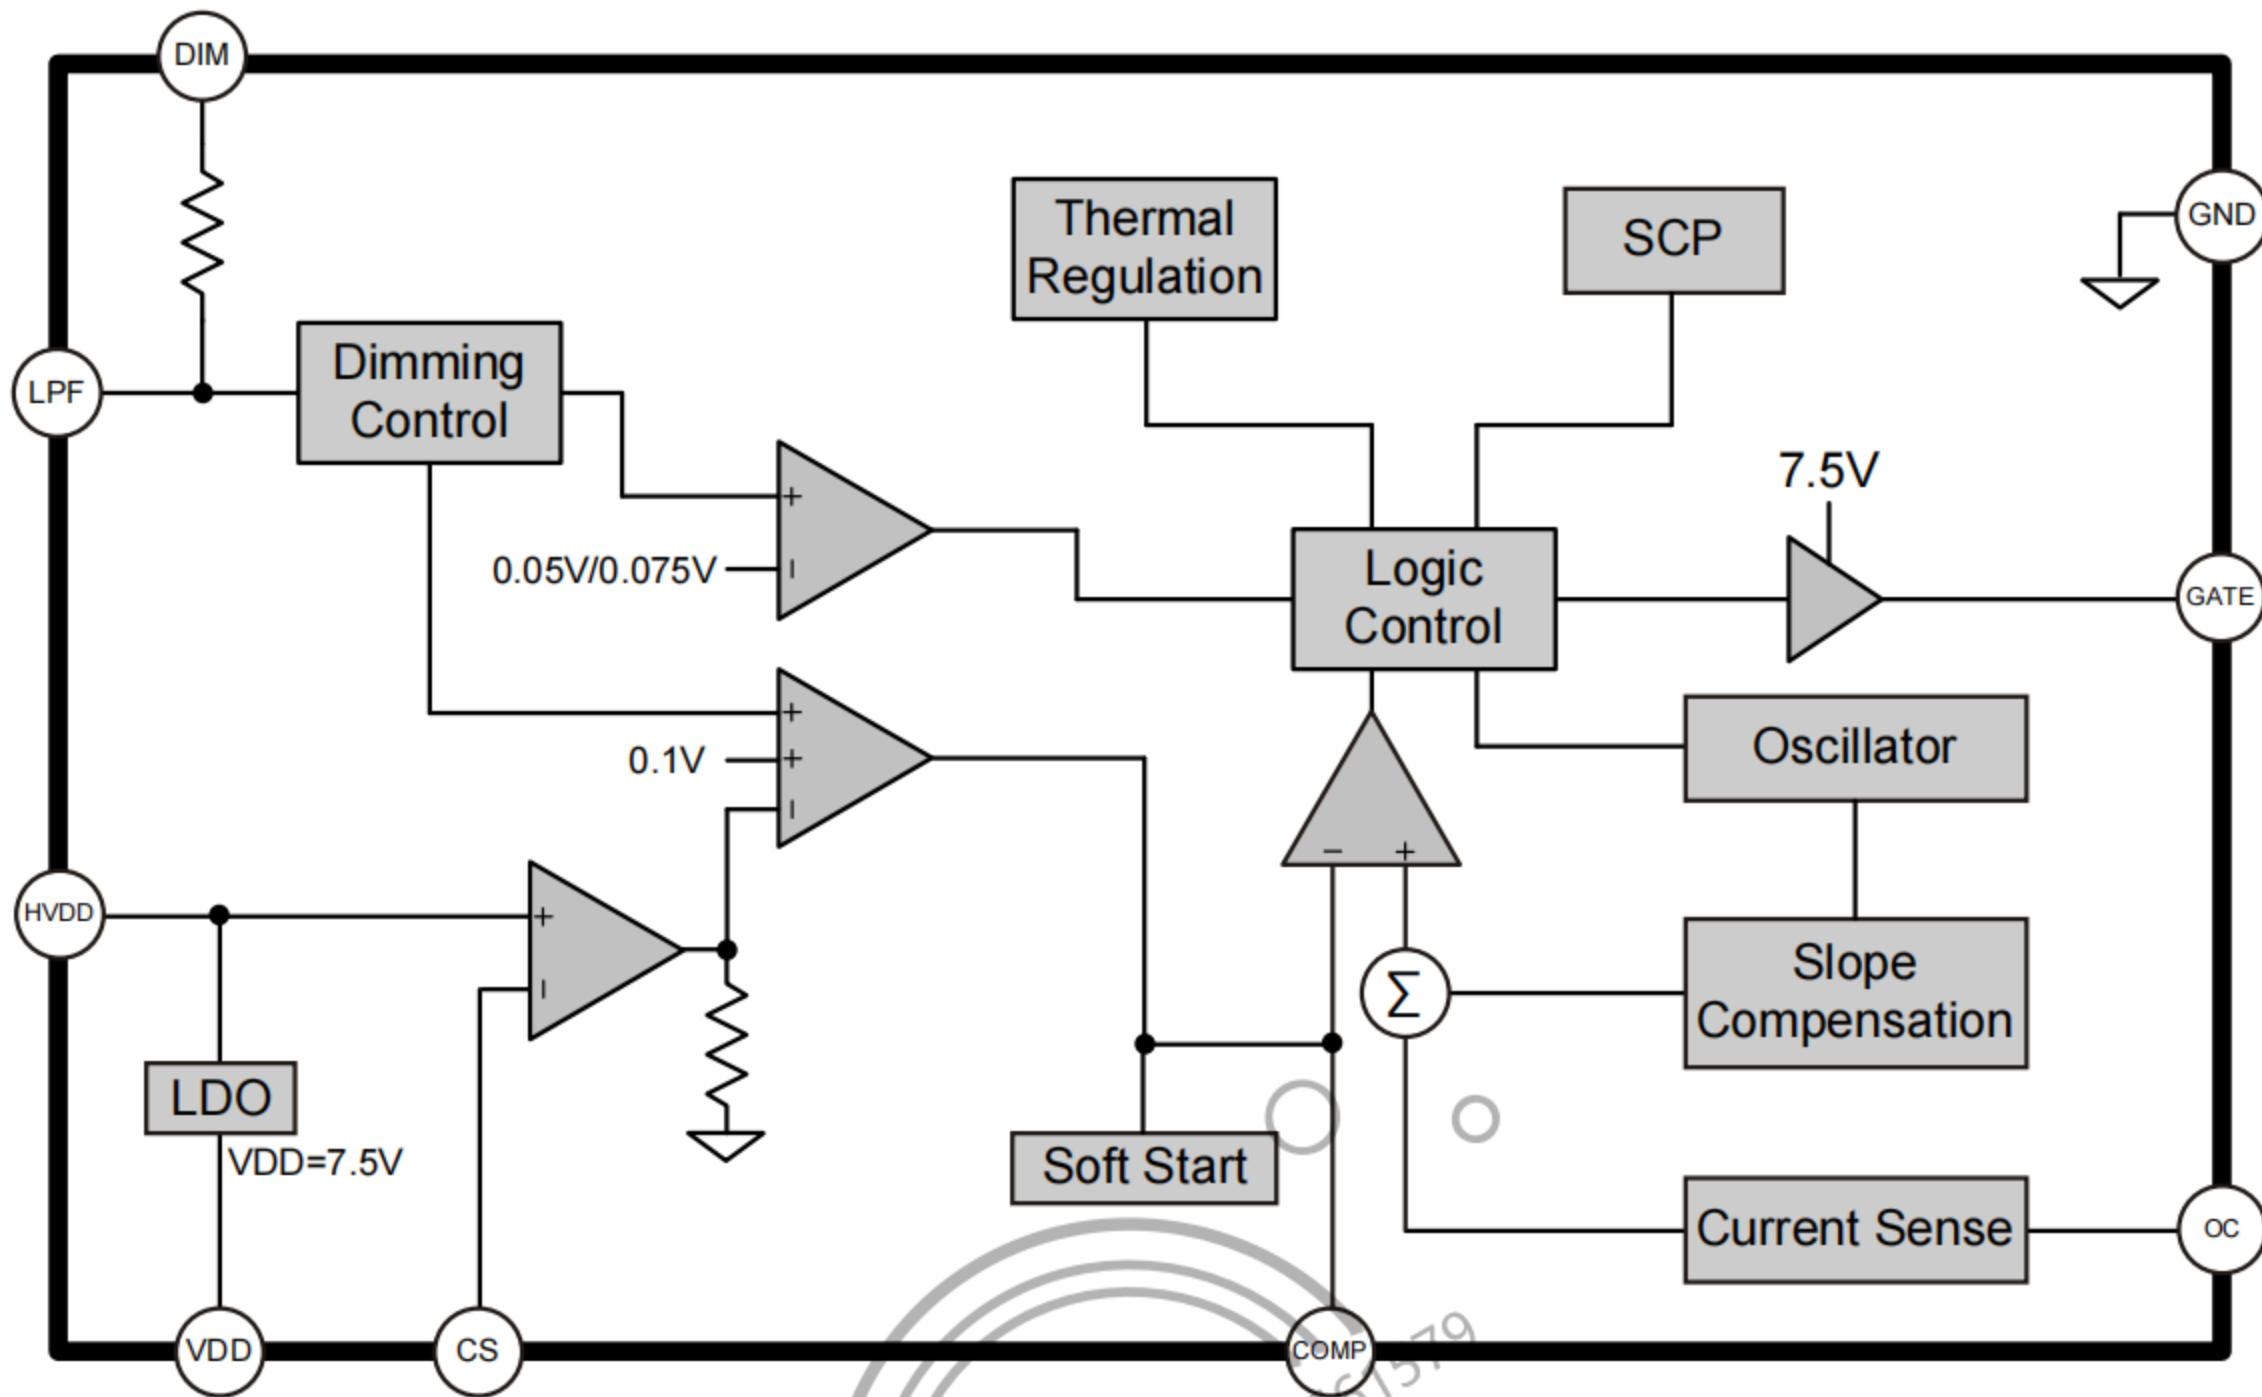 DIM
Thermal
Regulation
SCP
GND
LPF
Dimming
Control
7.5V
+
0.05V/0.075V
Logic
Control
GATE
+
0.1V
+
Oscillator
− +
HVDD
+
Σ
Slope
Compensation
LDO
VDD=7.5V
Soft Start
Current Sense
OC
VDD
CS
COMP
1579